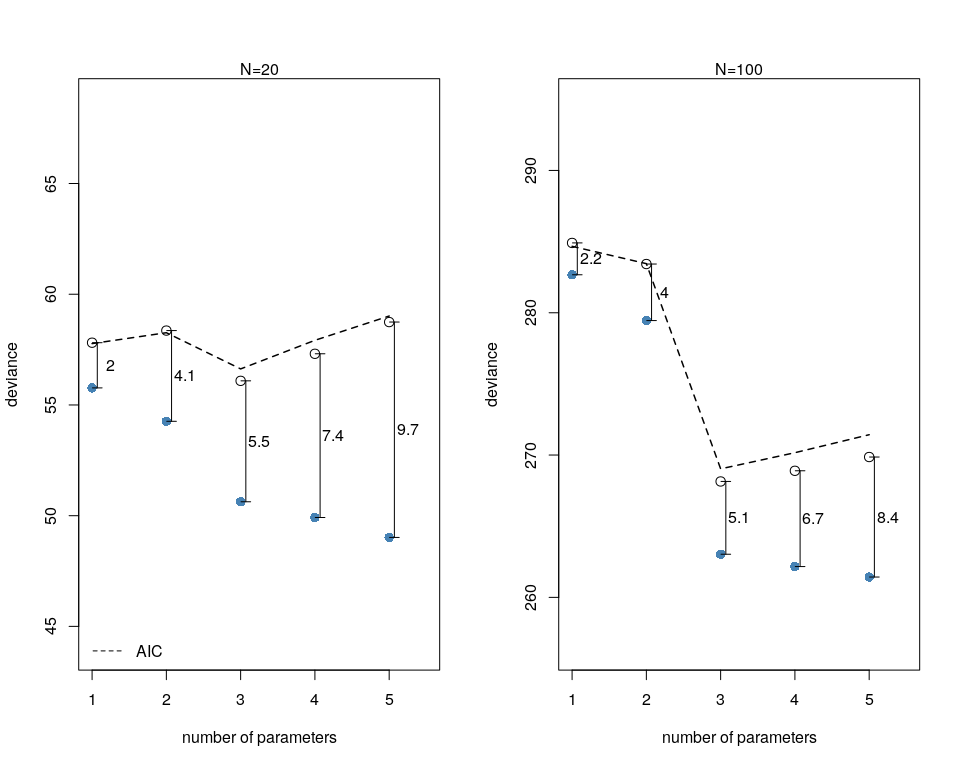 N=20
deviance
65
60
55
50
45
2
4.1
5.5
7.4
9.7
AIC
1 2 3 4 5
number of parameters
N=100
deviance
290
280
270
260
2.2
4
5.1
6.7
8.4
1 2 3 4 5
number of parameters